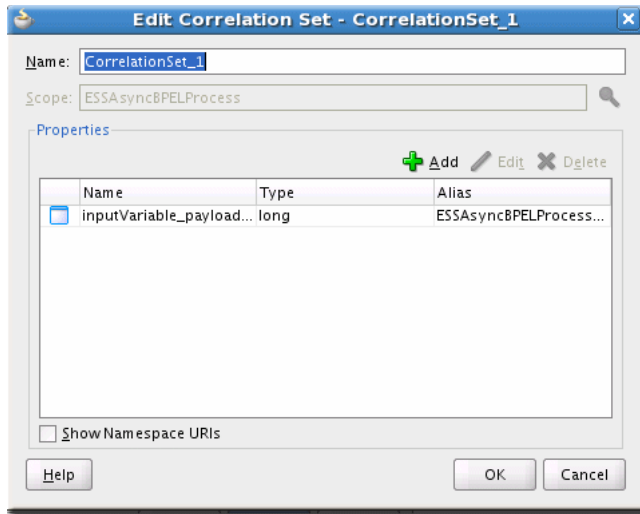 Edit Correlation Set - CorrelationSet_1
Name: CorrelationSet_1
Scope: ESSAsyncBPELProcess
Properties
Add Edit Delete
Name Type Alias
inputVariable_payload... long ESSAsyncBPELProcess...
Show Namespace URIs
Help OK Cancel